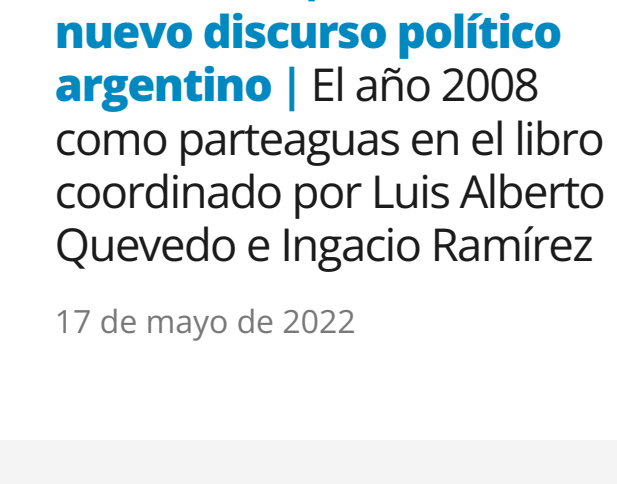 nuevo discurso político
argentino | El año 2008
como parteaguas en el libro
coordinado por Luis Alberto
Quevedo e Ingacio Ramírez
17 de mayo de 2022